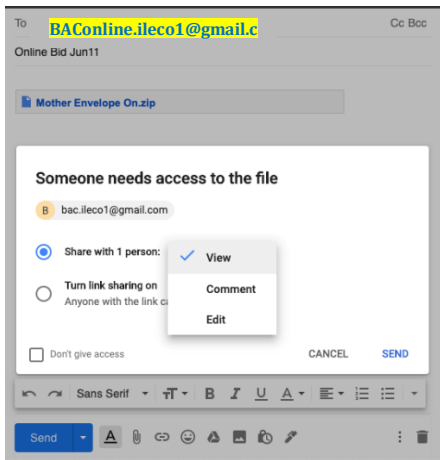 To BAConline.ileco1@gmail.c Cc Bcc
Online Bid Jun11
Mother Envelope On.zip
Someone needs access to the file
B bac.ileco1@gmail.com
Share with 1 person:
View
Turn link sharing on
Comment
Anyone with the link
Edit
Don't give access CANCEL SEND
Sans Serif B I U A
Send A